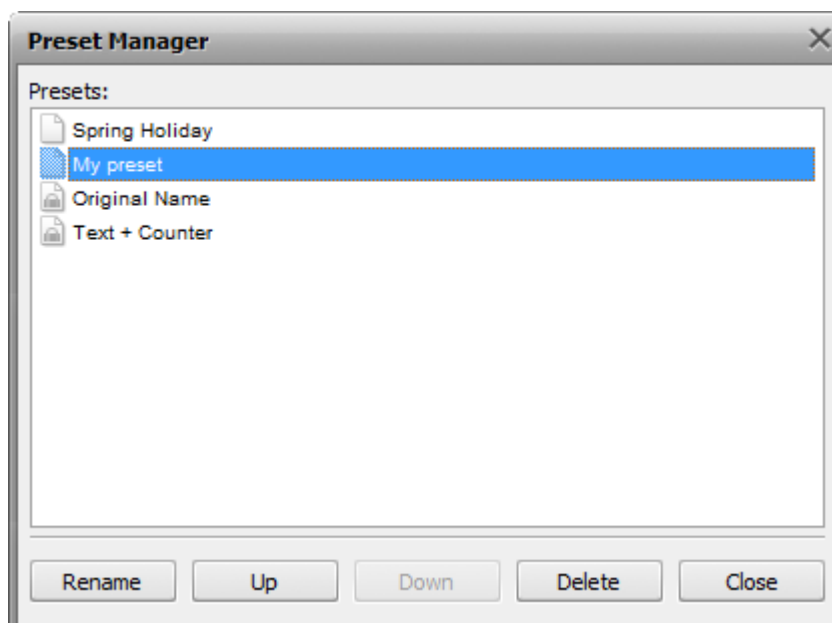 Preset Manager
Presets:
Spring Holiday
My preset
Original Name
Text + Counter
Rename Up Down Delete Close